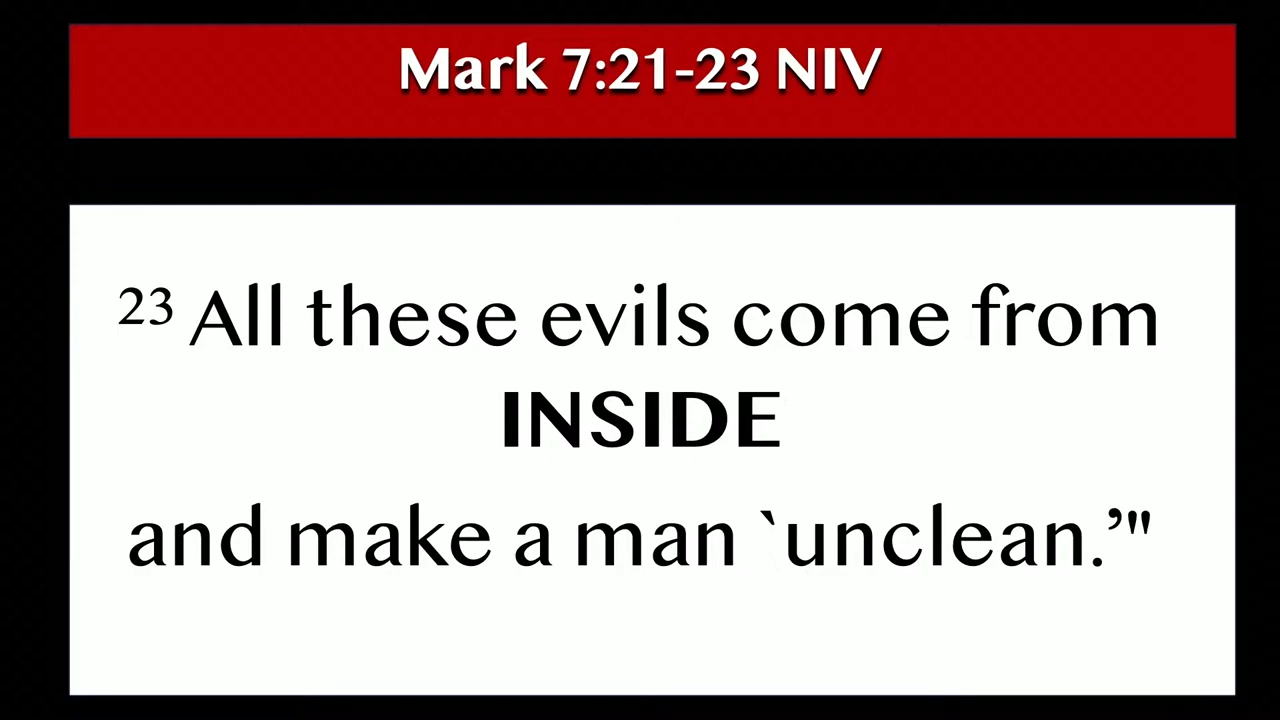 Mark 7:21-23 NIV
23 All these evils come from
INSIDE
and make a man `unclean.’"